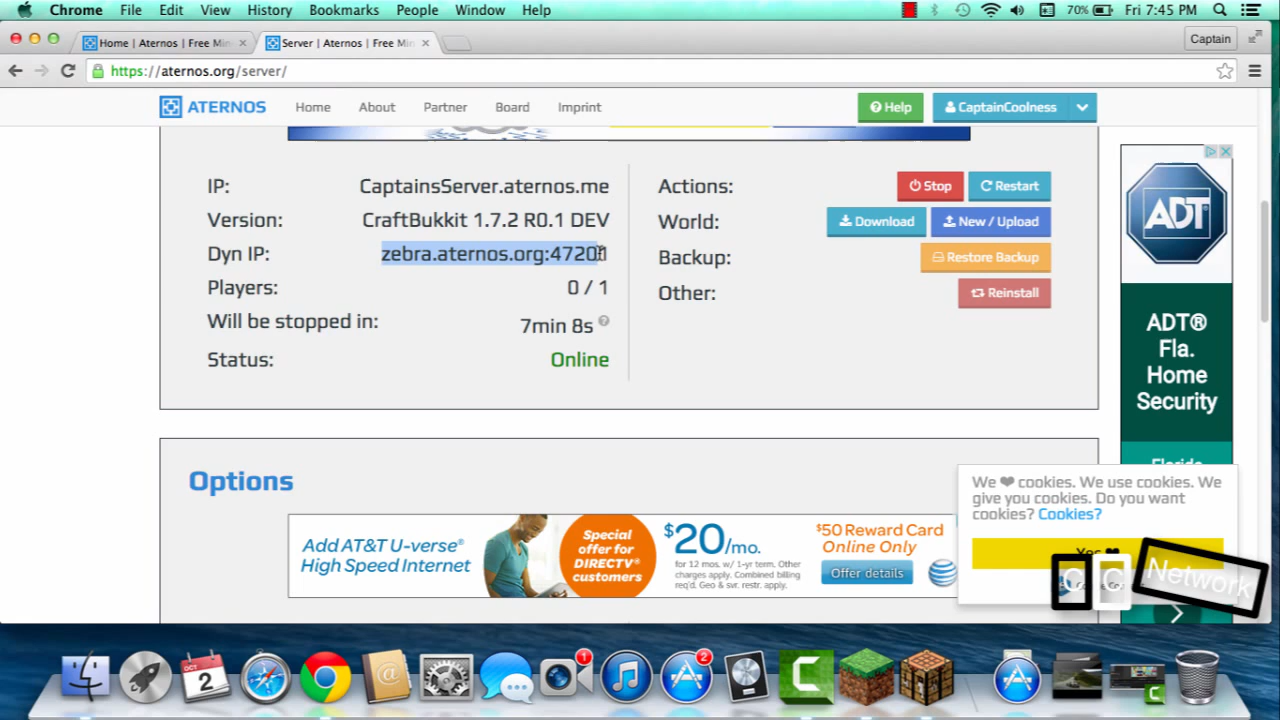 Chrome File Edit View History Bookmarks People Window Help 70% Fri 7:45 PM
Home | Aternos | Free Min Server | Aternos | Free Min Captain
https://aternos.org/server/
ATERNOS Home About Partner Board Imprint Help CaptainCoolness
IP: CaptainsServer.aternos.me Actions: Stop Restart
Version: CraftBukkit 1.7.2 R0.1 DEV World: Download New / Upload
Dyn IP: zebra.aternos.org:4720 Backup: Restore Backup
Players: 0 / 1 Other: Reinstall
Will be stopped in: 7min 8s
Status: Online
ADT
ADT®
Fla.
Home
Security
Florida
Options
Add AT&T U-verse®
High Speed Internet
Special
offer for
DIRECTV®
customers
$20/mo.
for 12 mos. w/ 1-yr term. Other
charges apply. Combined billing
req'd. Geo & svr. restr. apply.
$50 Reward Card
Online Only
Offer details
at&t
We ❤ cookies. We use cookies. We
give you cookies. Do you want
cookies? Cookies?
Yes ❤
C C Network
OCT
2
1
2